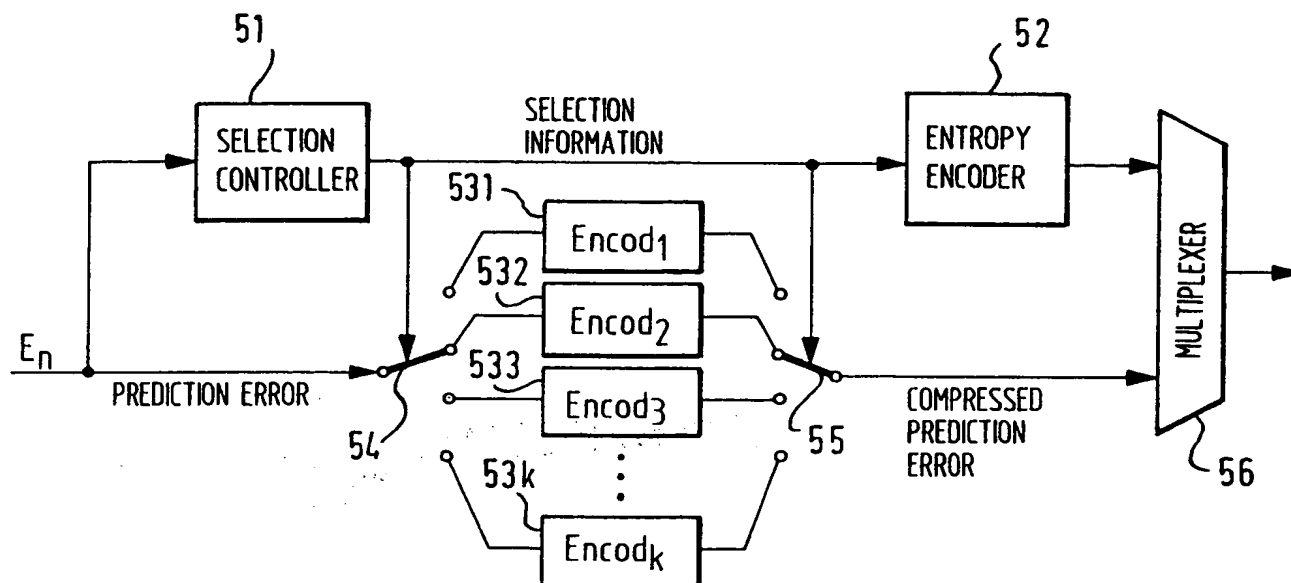 51
52
SELECTION
CONTROLLER
SELECTION
INFORMATION
ENTROPY
ENCODER
MULTIPLEXER
531
Encod1
532
Encod2
533
Encod3
53k
Encodk
En
PREDICTION ERROR
54
55
COMPRESSED
PREDICTION
ERROR
56